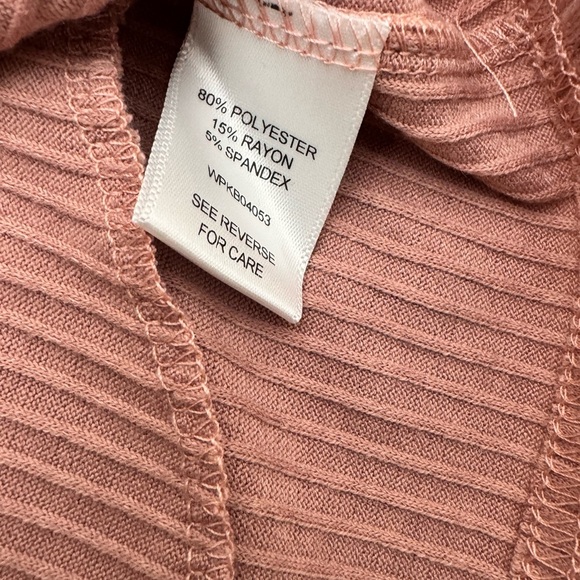 80% POLYESTER
15% RAYON
5% SPANDEX
WPKB04053
SEE REVERSE
FOR CARE